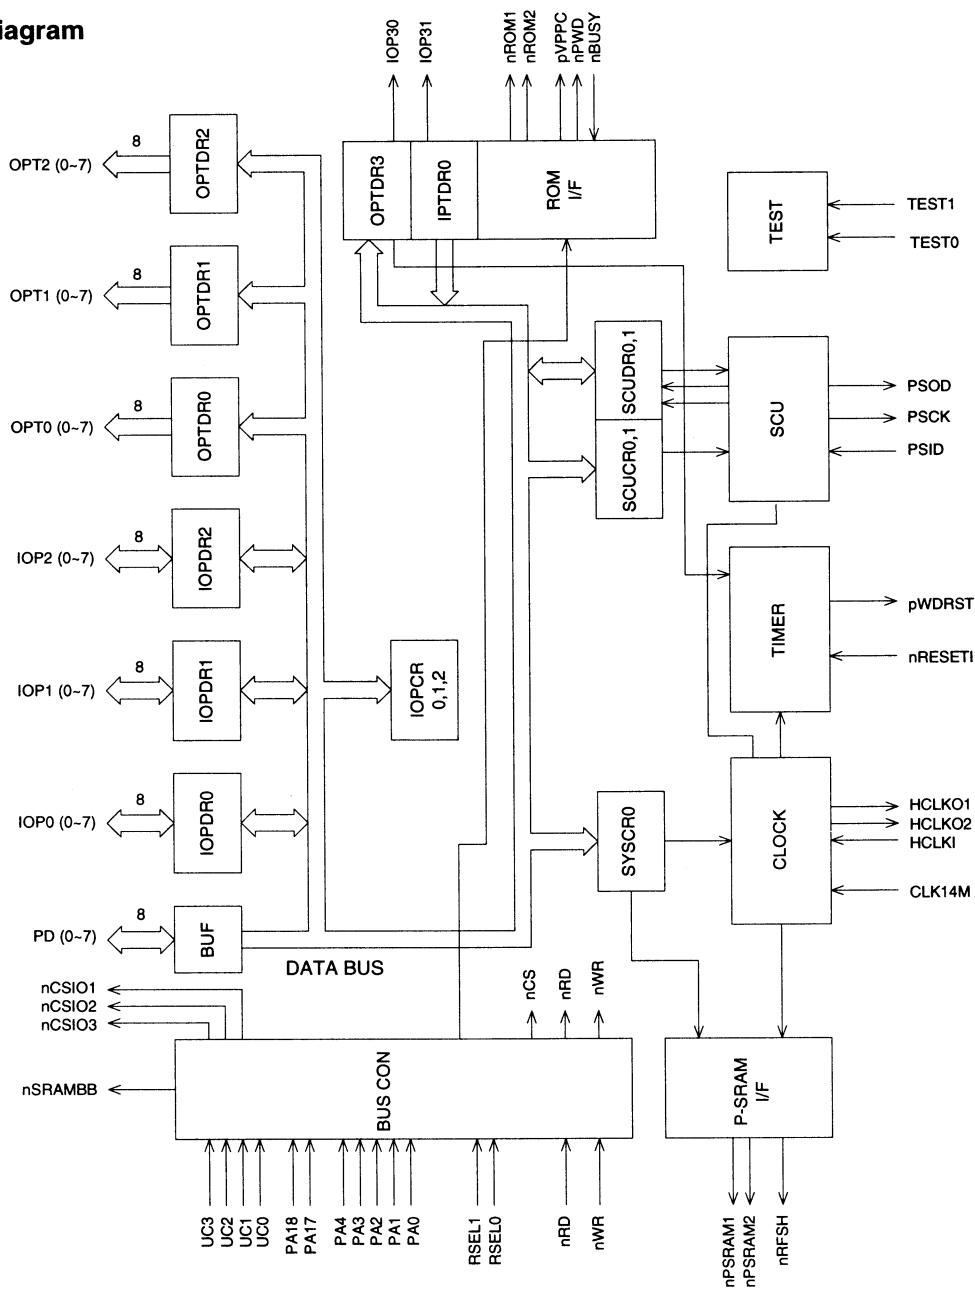 iagram
IOP30
IOP31
nROM1
nROM2
pVPPC
nPWD
nBUSY
8
OPT2 (0~7)
OPTDR2
OPTDR3
IPTDR0
ROM
I/F
TEST
TEST1
TEST0
8
OPT1 (0~7)
OPTDR1
8
OPT0 (0~7)
OPTDR0
SCUDR0,1
SCUCR0,1
SCU
PSOD
PSCK
PSID
8
IOP2 (0~7)
IOPDR2
TIMER
pWDRST
nRESETI
8
IOP1 (0~7)
IOPDR1
IOPCR
0,1,2
8
IOP0 (0~7)
IOPDR0
SYSCR0
CLOCK
HCLKO1
HCLKO2
HCLKI
CLK14M
8
PD (0~7)
BUF
DATA BUS
nCSIO1
nCSIO2
nCSIO3
nCS
nRD
nWR
nSRAMBB
BUS CON
P-SRAM
I/F
UC3
UC2
UC1
UC0
PA18
PA17
PA4
PA3
PA2
PA1
PA0
RSEL1
RSEL0
nRD
nWR
nPSRAM1
nPSRAM2
nRFSH